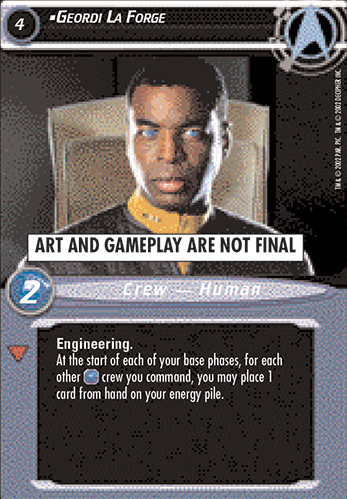 4
▪GEORDI LA FORGE
TM & © 2002 PAR. PIC. TM & © 2002 DECIPHER INC.
ART AND GAMEPLAY ARE NOT FINAL
2
Crew — Human
Engineering.
At the start of each of your base phases, for each
other crew you command, you may place 1
card from hand on your energy pile.